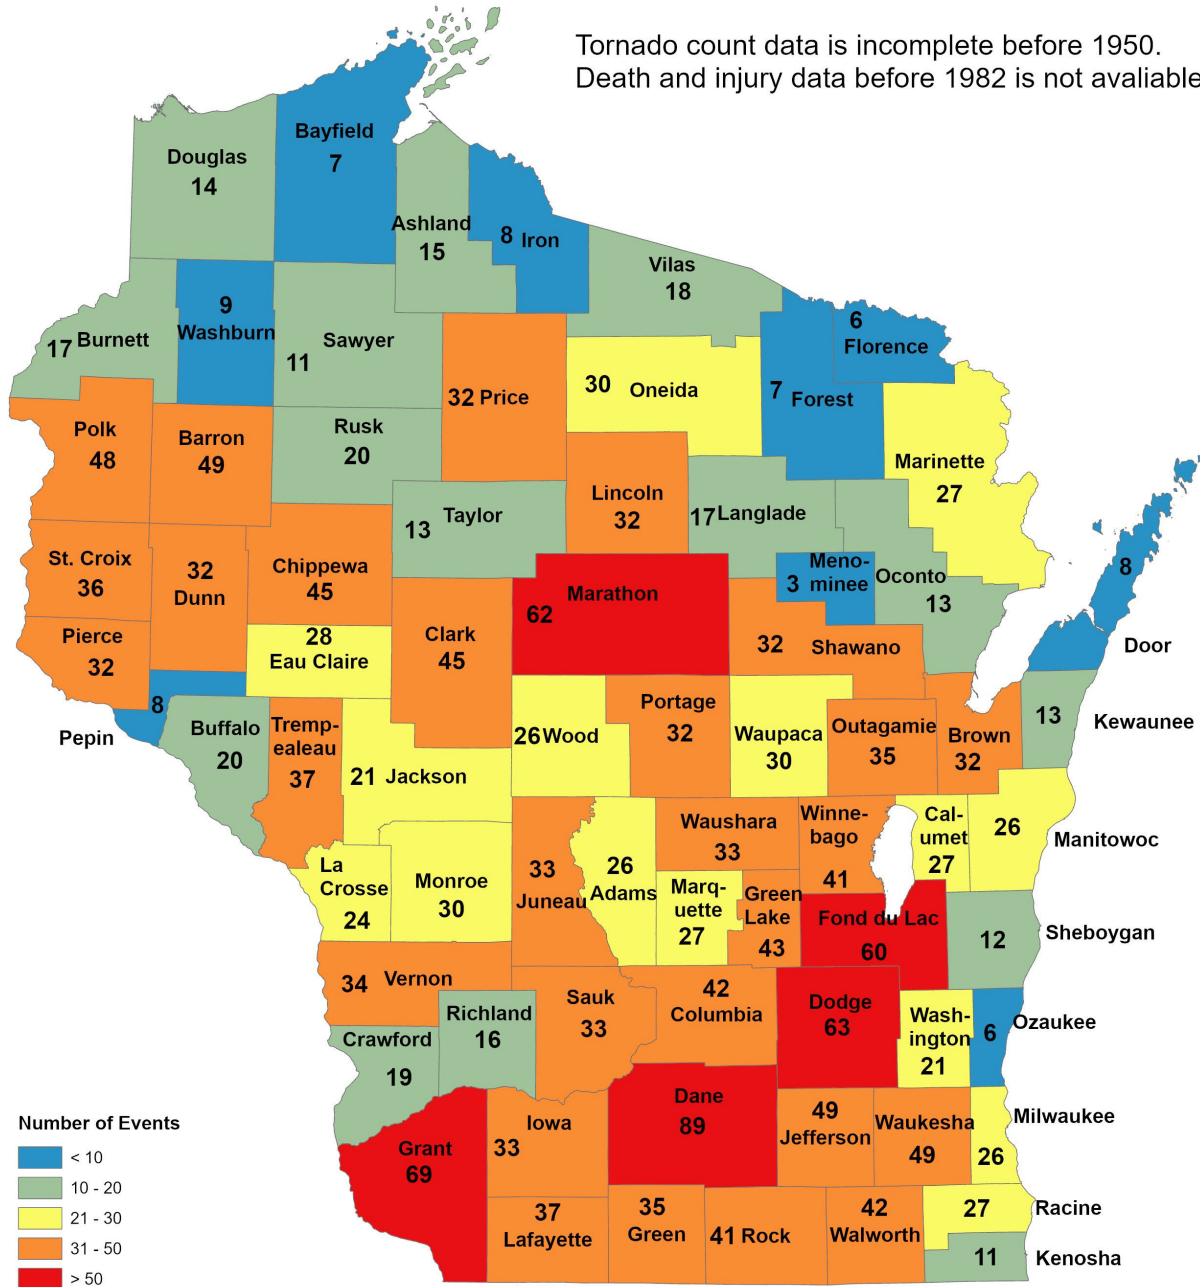 Tornado count data is incomplete before 1950.
Death and injury data before 1982 is not avaliable
Bayfield
7
Douglas
14
Ashland
15
8 Iron
Vilas
18
9
Washburn
17 Burnett
Sawyer
11
6
Florence
32 Price
30 Oneida
7 Forest
Polk
48
Barron
49
Rusk
20
Marinette
27
Lincoln
32
17 Langlade
13 Taylor
St. Croix
36
32
Dunn
Chippewa
45
Marathon
62
Meno-
minee
3
Oconto
13
8
Door
Pierce
32
28
Eau Claire
Clark
45
32 Shawano
8
Pepin
Buffalo
20
Tremp-
ealeau
37
21 Jackson
26 Wood
Portage
32
Waupaca
30
Outagamie
35
Brown
32
13
Kewaunee
La
Crosse
24
Monroe
30
33
Juneau
26
Adams
Waushara
33
Winne-
bago
41
Cal-
umet
27
26
Manitowoc
Marq-
uette
27
Green
Lake
43
Fond du Lac
60
12
Sheboygan
34 Vernon
Richland
16
Sauk
33
42
Columbia
Dodge
63
Wash-
ington
21
6
Ozaukee
Crawford
19
Grant
69
Iowa
33
Dane
89
49
Jefferson
Waukesha
49
Milwaukee
26
37
Lafayette
35
Green
41 Rock
42
Walworth
27
Racine
11
Kenosha
Number of Events
< 10
10 - 20
21 - 30
31 - 50
> 50